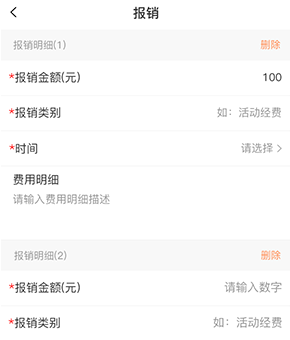 报销
报销明细(1) 删除
*报销金额(元) 100
*报销类别 如：活动经费
*时间 请选择
费用明细
请输入费用明细描述
报销明细(2) 删除
*报销金额(元) 请输入数字
*报销类别 如：活动经费